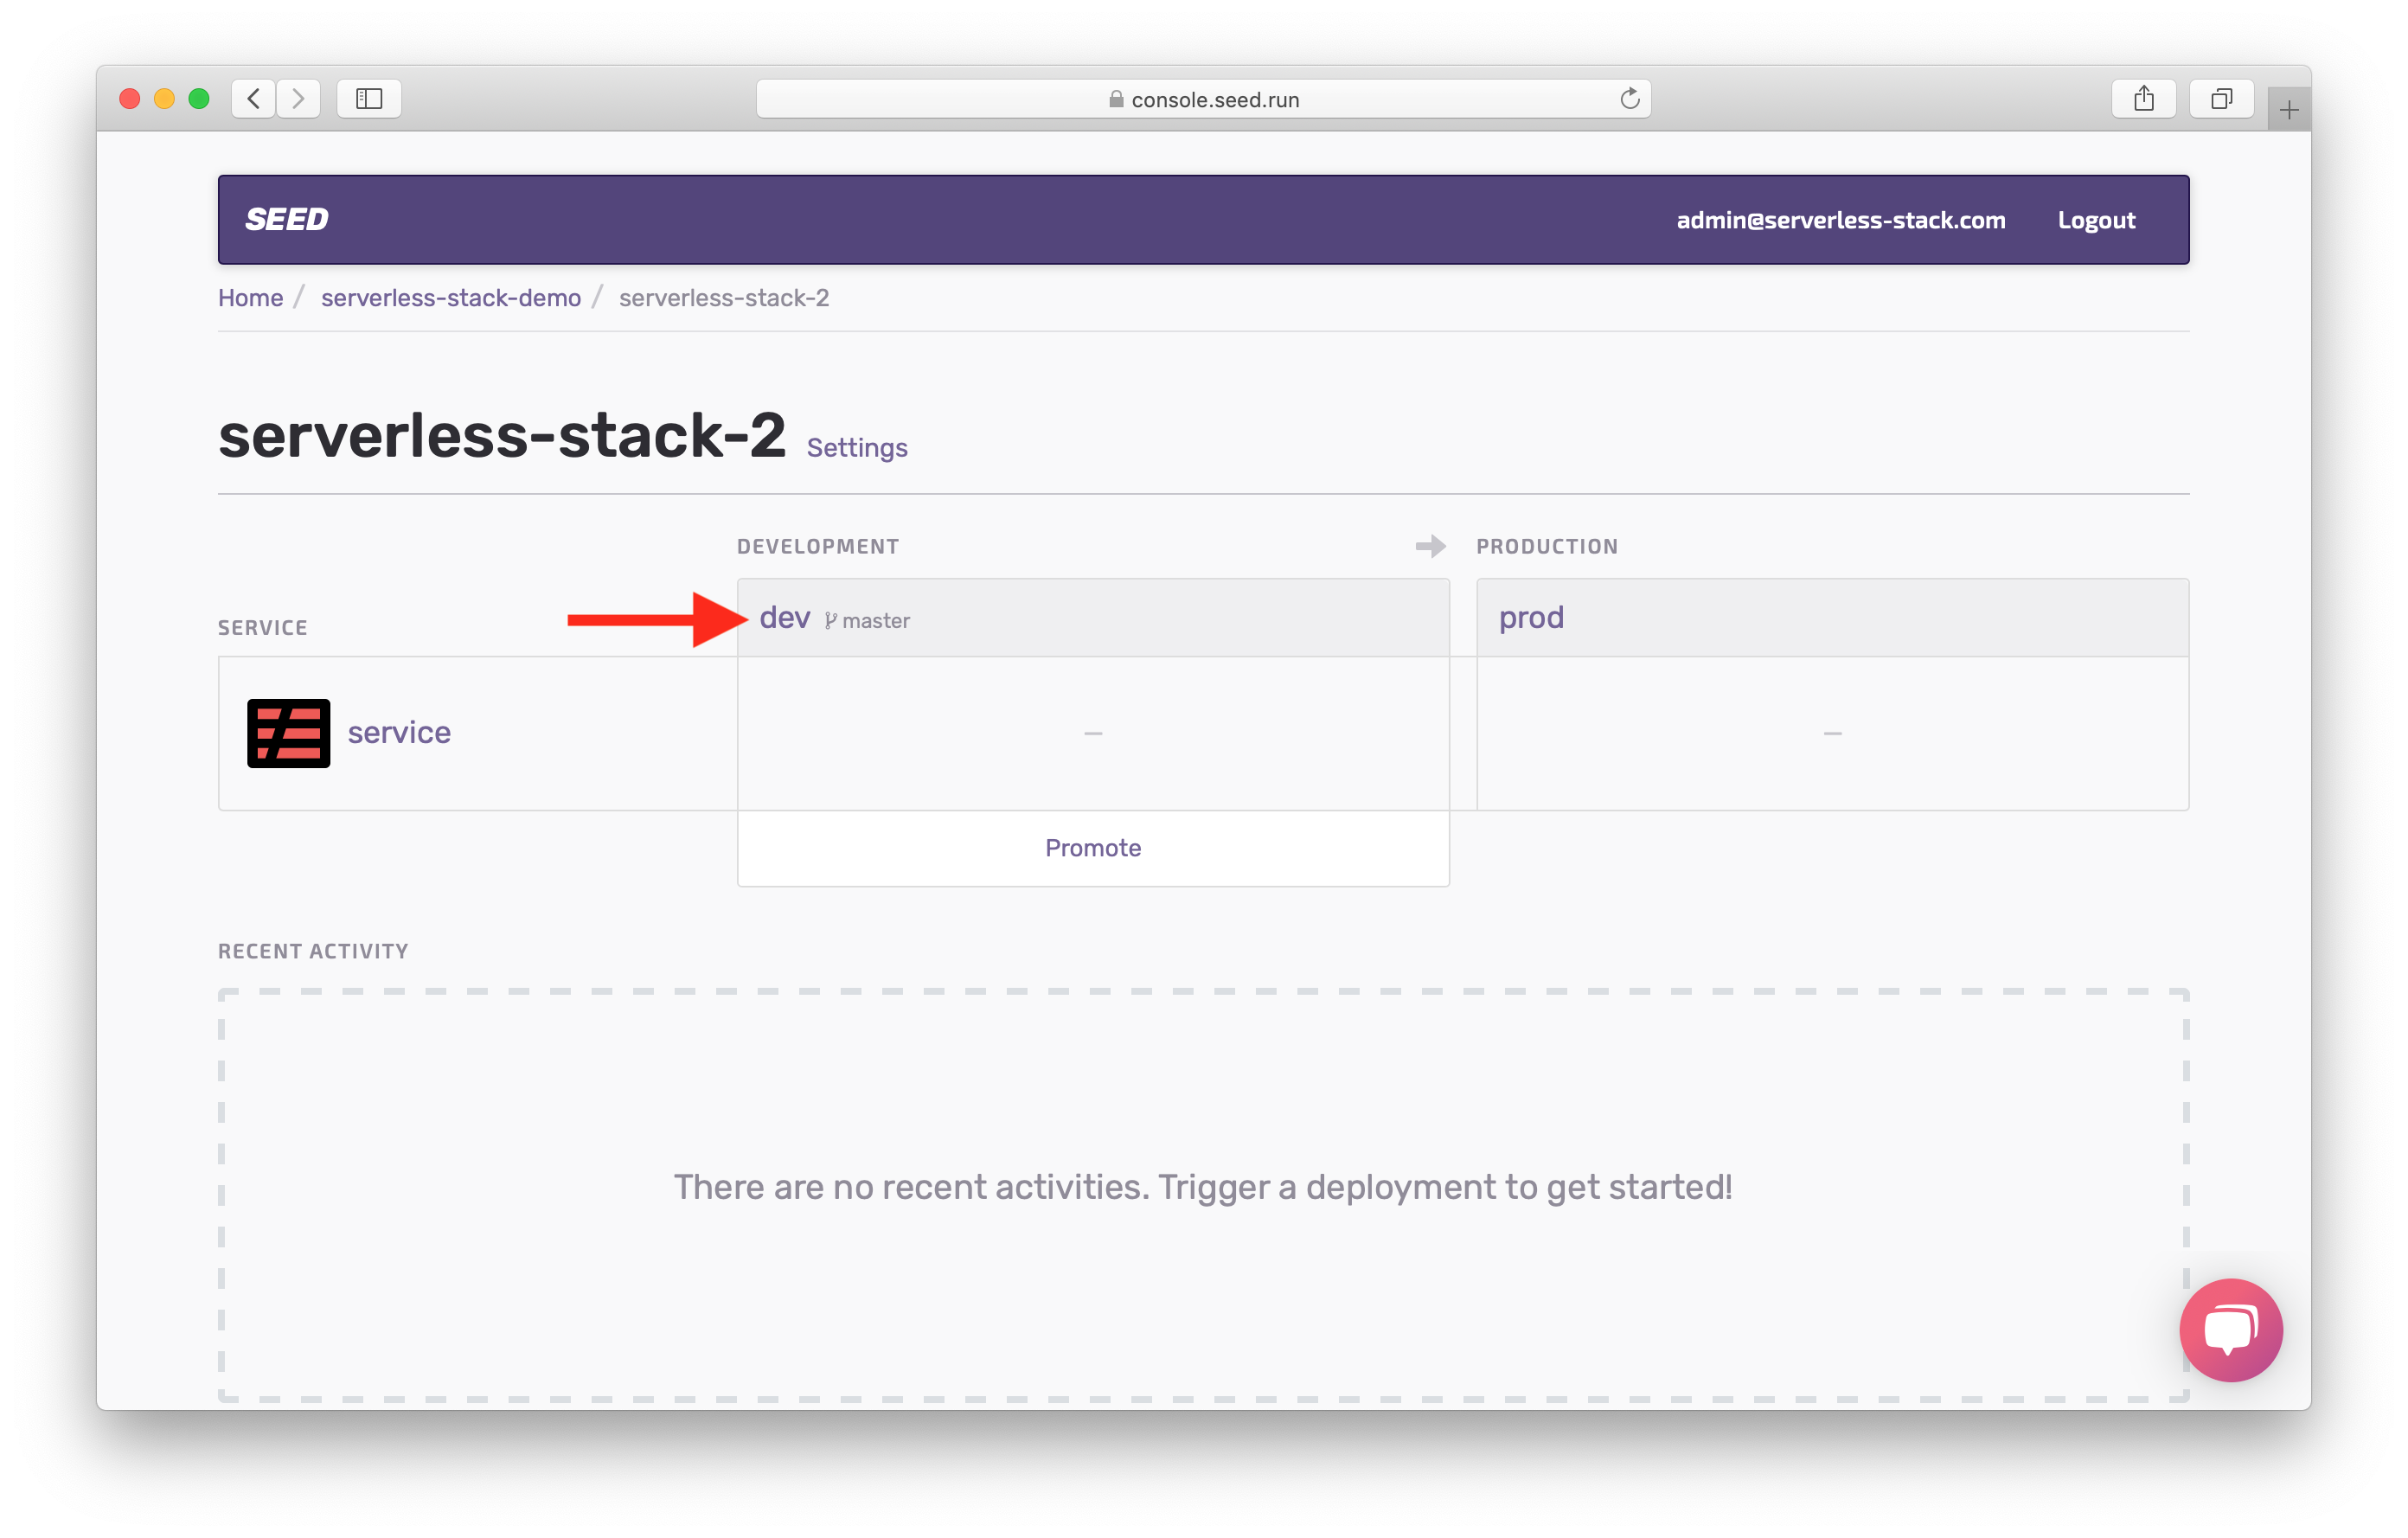 console.seed.run
SEED
admin@serverless-stack.com Logout
Home / serverless-stack-demo / serverless-stack-2
serverless-stack-2 Settings
DEVELOPMENT
PRODUCTION
SERVICE
dev master
prod
service
–
–
Promote
RECENT ACTIVITY
There are no recent activities. Trigger a deployment to get started!